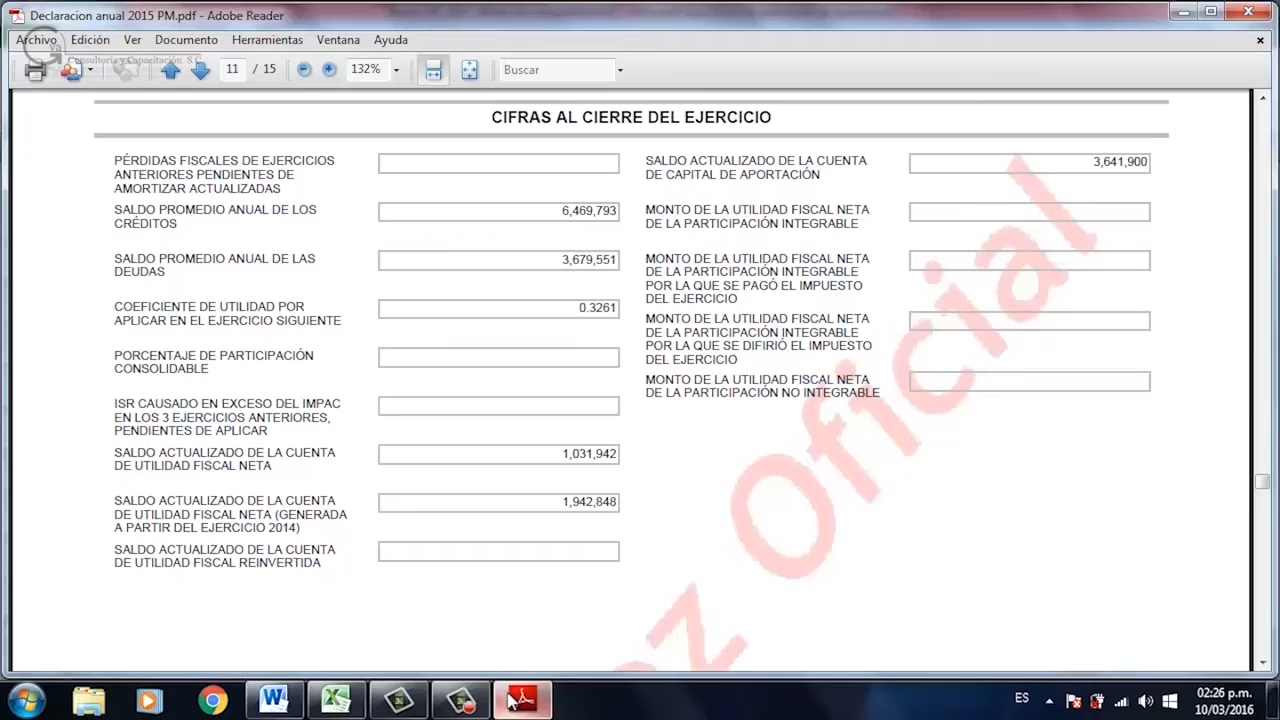 Declaracion anual 2015 PM.pdf - Adobe Reader
Archivo Edición Ver Documento Herramientas Ventana Ayuda
Consultoría y Capacitación, S.C.
11 / 15 132% Buscar
CIFRAS AL CIERRE DEL EJERCICIO
PÉRDIDAS FISCALES DE EJERCICIOS
ANTERIORES PENDIENTES DE
AMORTIZAR ACTUALIZADAS
SALDO PROMEDIO ANUAL DE LOS
CRÉDITOS
6,469,793
SALDO PROMEDIO ANUAL DE LAS
DEUDAS
3,679,551
COEFICIENTE DE UTILIDAD POR
APLICAR EN EL EJERCICIO SIGUIENTE
0.3261
PORCENTAJE DE PARTICIPACIÓN
CONSOLIDABLE
ISR CAUSADO EN EXCESO DEL IMPAC
EN LOS 3 EJERCICIOS ANTERIORES,
PENDIENTES DE APLICAR
SALDO ACTUALIZADO DE LA CUENTA
DE UTILIDAD FISCAL NETA
1,031,942
SALDO ACTUALIZADO DE LA CUENTA
DE UTILIDAD FISCAL NETA (GENERADA
A PARTIR DEL EJERCICIO 2014)
1,942,848
SALDO ACTUALIZADO DE LA CUENTA
DE UTILIDAD FISCAL REINVERTIDA
SALDO ACTUALIZADO DE LA CUENTA
DE CAPITAL DE APORTACIÓN
3,641,900
MONTO DE LA UTILIDAD FISCAL NETA
DE LA PARTICIPACIÓN INTEGRABLE
MONTO DE LA UTILIDAD FISCAL NETA
DE LA PARTICIPACIÓN INTEGRABLE
POR LA QUE SE PAGÓ EL IMPUESTO
DEL EJERCICIO
MONTO DE LA UTILIDAD FISCAL NETA
DE LA PARTICIPACIÓN INTEGRABLE
POR LA QUE SE DIFIRIÓ EL IMPUESTO
DEL EJERCICIO
MONTO DE LA UTILIDAD FISCAL NETA
DE LA PARTICIPACIÓN NO INTEGRABLE
ez Oficial
ES
02:26 p.m.
10/03/2016